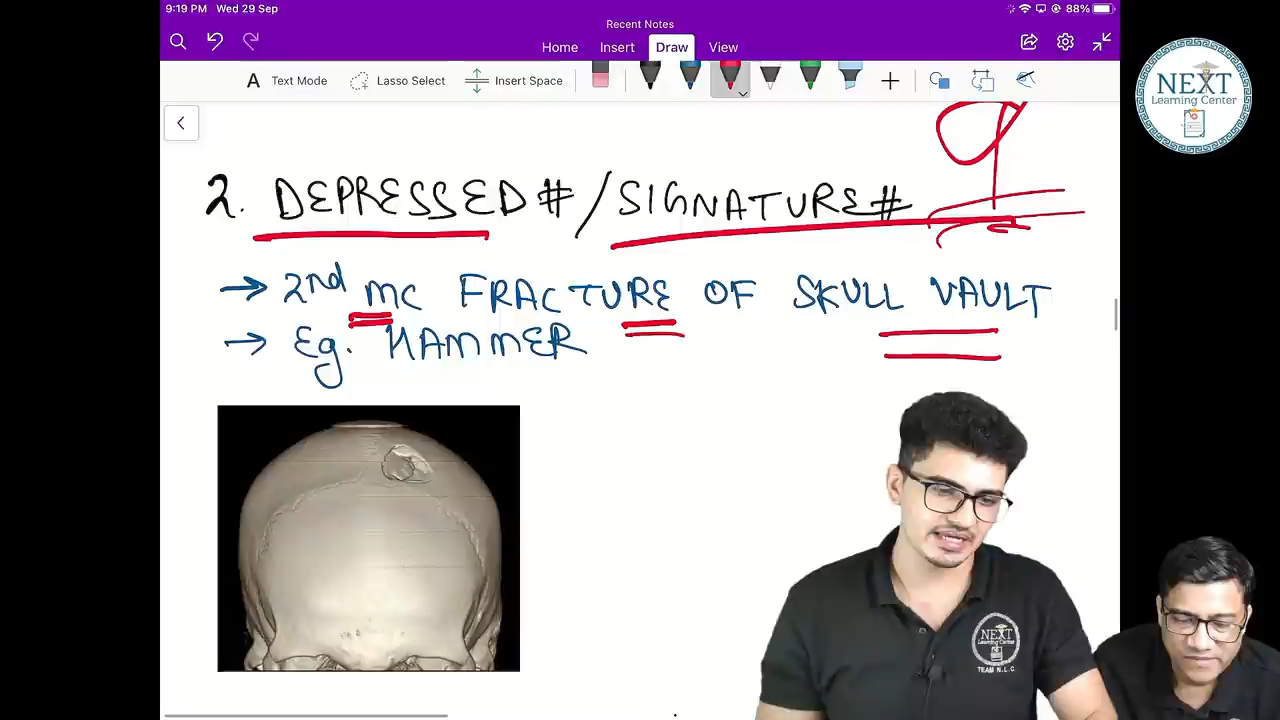 9:19 PM Wed 29 Sep
88%
Recent Notes
Home Insert Draw View
Text Mode Lasso Select Insert Space
NEXT
Learning Center
2. DEPRESSED # / SIGNATURE #
→ 2nd MC FRACTURE OF SKULL VAULT
→ Eg. HAMMER
NEXT
Learning Center
TEAM N.L.C.